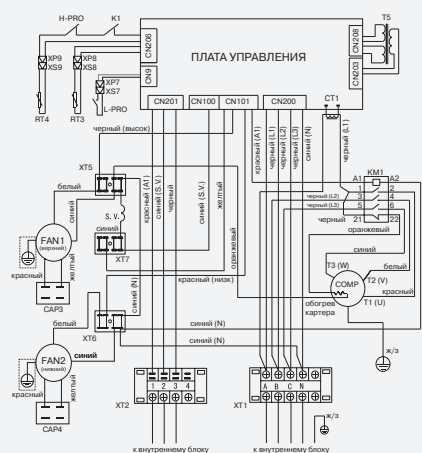 H-PRO
K1
T5
CN206
CN208
CN203
ПЛАТА УПРАВЛЕНИЯ
XP9
XS9
XP8
XS8
CN9
XP7
XS7
L-PRO
RT4
RT3
CN201
CN100
CN101
CN200
CT1
черный (высок)
красный (A1)
синий (S.V.)
черный
синий (S.V.)
желтый
оранжевый
красный (A1)
черный (L1)
черный (L2)
черный (L3)
синий (N)
черный (L1)
KM1
A1
A2
1
2
3
4
5
6
21
22
черный (L2)
черный (L3)
черный
оранжевый
XT5
белый
синий
S. V.
синий
XT7
FAN1
(верхний)
красный
желтый
CAP3
красный (низк)
синий (N)
синий
белый
красный
T3 (W)
T2 (V)
T1 (U)
COMP
обогрев
картера
ж/з
белый
XT6
синий (N)
синий (N)
FAN2
(нижний)
синий
красный
желтый
CAP4
XT2
1
2
3
4
XT1
A
B
C
N
ж/з
к внутреннему блоку
к внутреннему блоку